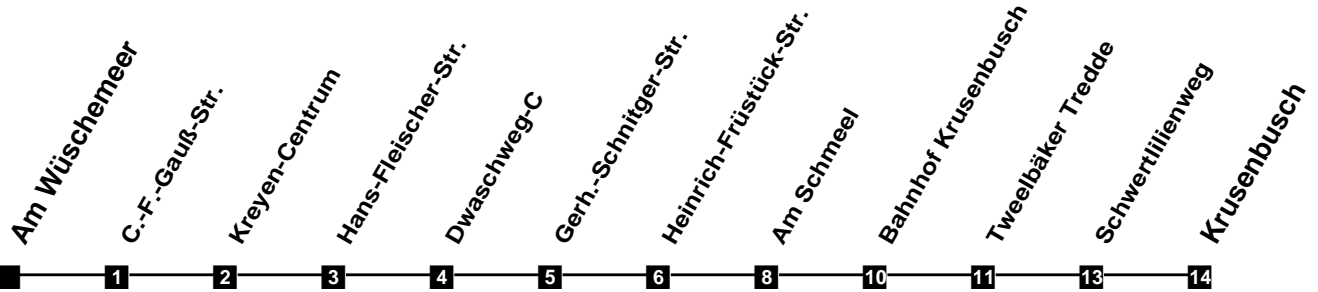 Am Wüschemeer
C.-F.-Gauß-Str.
Kreyen-Centrum
Hans-Fleischer-Str.
Dwaschweg-C
Gerh.-Schnitger-Str.
Heinrich-Früstück-Str.
Am Schmeel
Bahnhof Krusenbusch
Tweelbäker Tredde
Schwertlilienweg
Krusenbusch
1 2 3 4 5 6 8 10 11 13 14